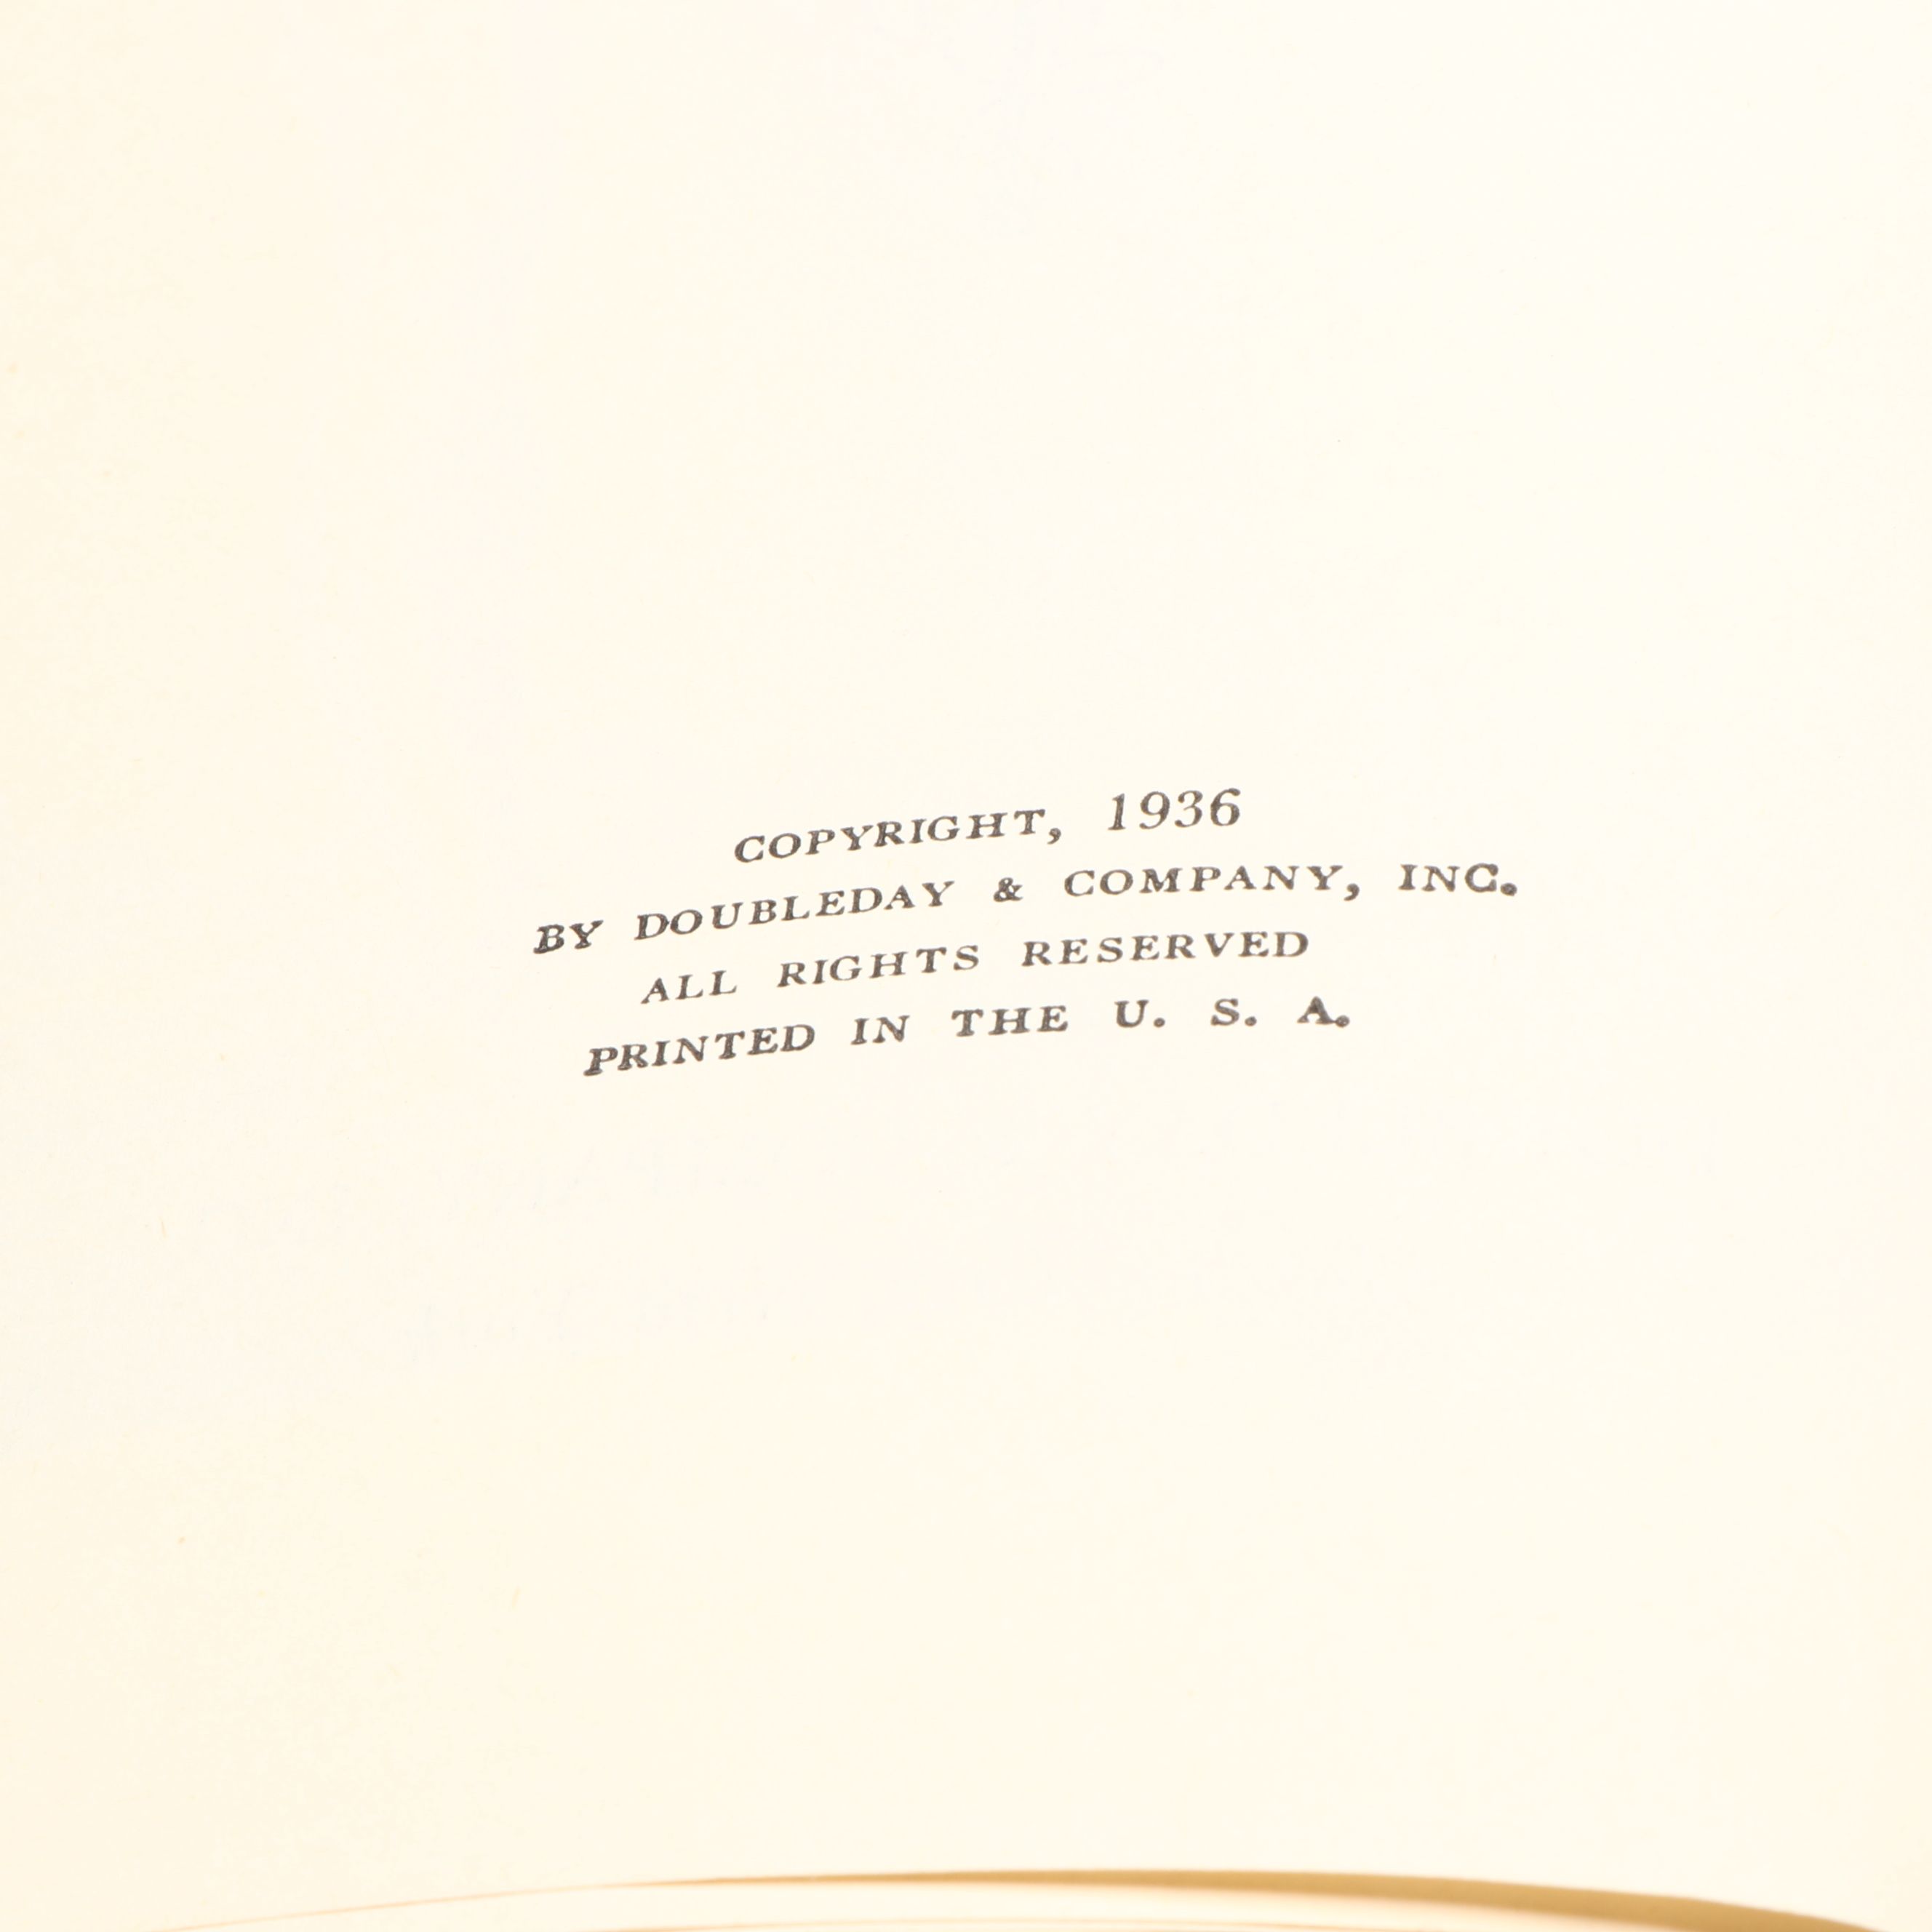 COPYRIGHT, 1936
BY DOUBLEDAY & COMPANY, INC.
ALL RIGHTS RESERVED
PRINTED IN THE U. S. A.